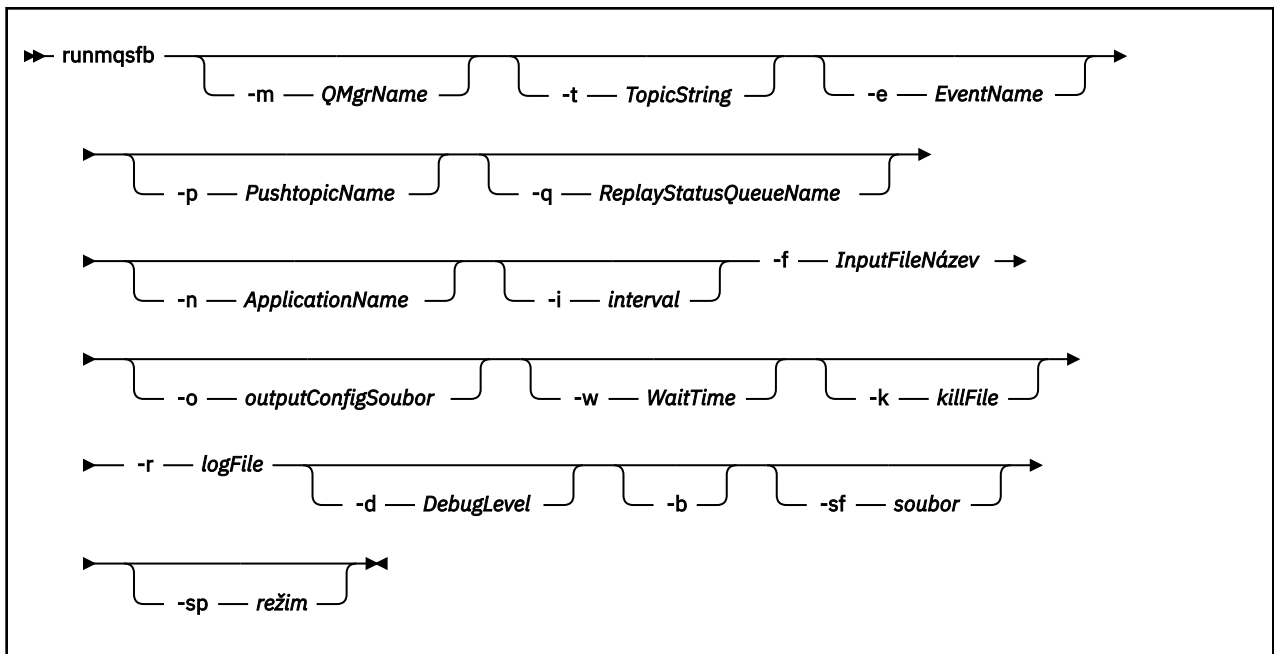 runmqsfb
-m QMgrName -t TopicString -e EventName
-p PushtopicName -q ReplayStatusQueueName
-f InputFileNázev
-n ApplicationName -i interval
-o outputConfigSoubor -w WaitTime -k killFile
-r logFile
-d DebugLevel -b -sf soubor
-sp režim